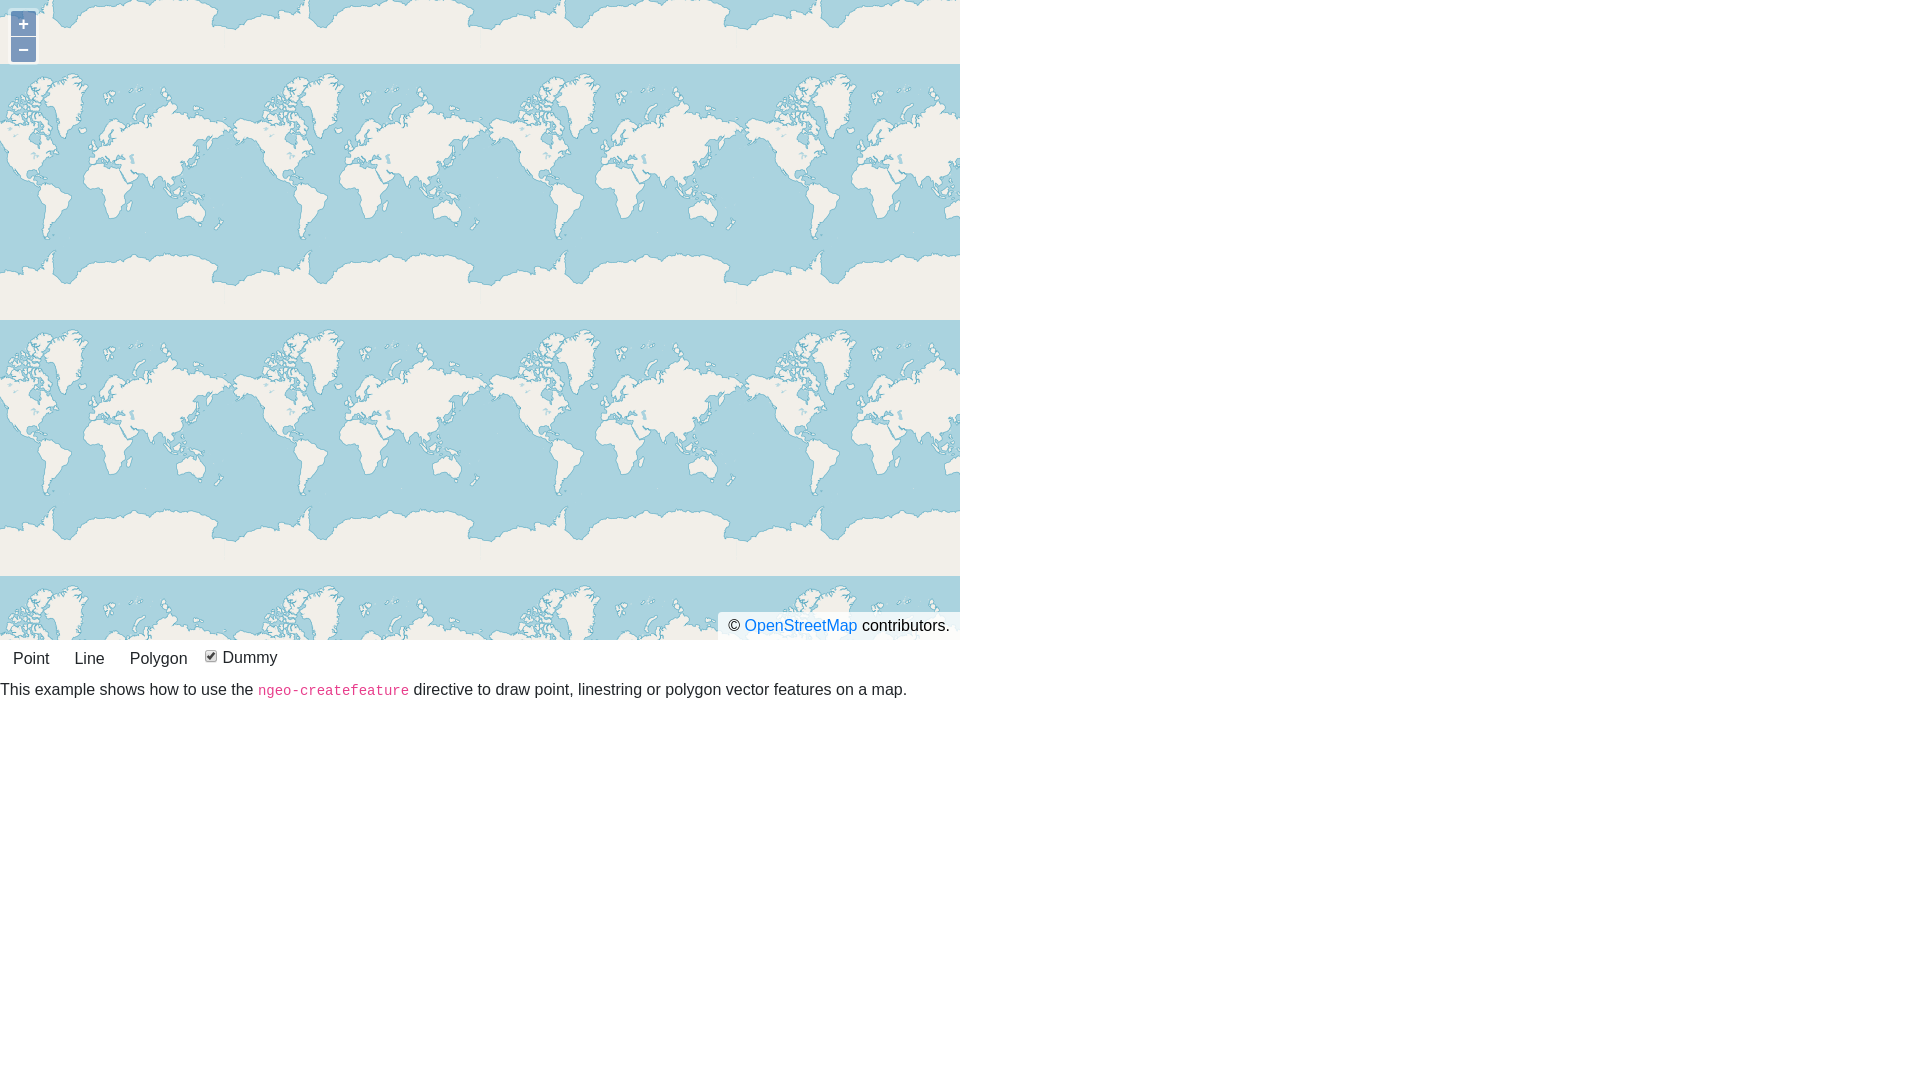 +
−
© OpenStreetMap contributors.
Point Line Polygon Dummy
This example shows how to use the ngeo-createfeature directive to draw point, linestring or polygon vector features on a map.